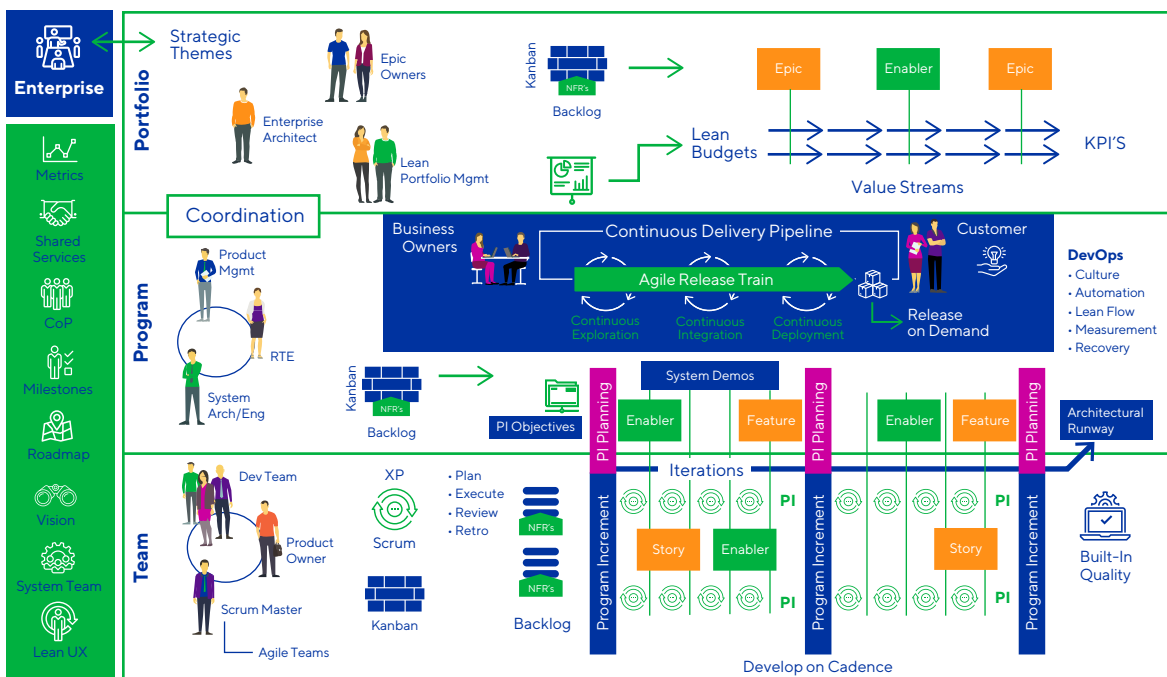 Enterprise
Metrics
Shared
Services
CoP
Milestones
Roadmap
Vision
System Team
Lean UX
Portfolio
Strategic
Themes
Epic
Owners
Enterprise
Architect
Lean
Portfolio Mgmt
Kanban
NFR's
Backlog
Lean
Budgets
Epic
Enabler
Epic
KPI'S
Value Streams
Coordination
Program
Product
Mgmt
RTE
System
Arch/Eng
Business
Owners
Continuous Delivery Pipeline
Agile Release Train
Continuous
Exploration
Continuous
Integration
Continuous
Deployment
Customer
Release
on Demand
DevOps
• Culture
• Automation
• Lean Flow
• Measurement
• Recovery
Kanban
NFR's
Backlog
PI Objectives
PI Planning
System Demos
Enabler
Feature
PI Planning
Enabler
Feature
PI Planning
Architectural
Runway
Team
Dev Team
Product
Owner
Scrum Master
Agile Teams
XP
Scrum
Kanban
• Plan
• Execute
• Review
• Retro
NFR's
NFR's
Backlog
Iterations
Program Increment
PI
Story
Enabler
PI
Program Increment
PI
Story
PI
Program Increment
Built-In
Quality
Develop on Cadence